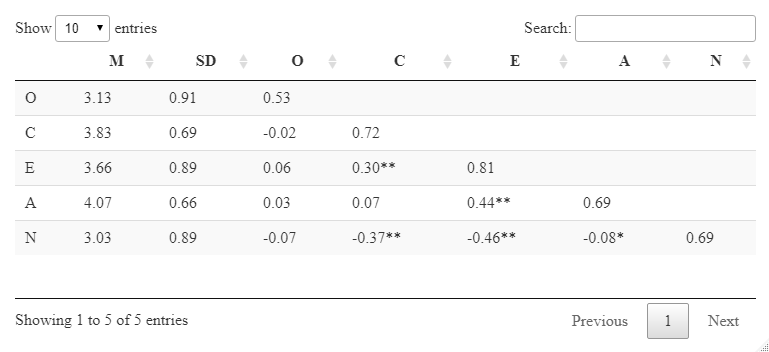 Show 10 entries Search:
M SD O C E A N
O 3.13 0.91 0.53
C 3.83 0.69 -0.02 0.72
E 3.66 0.89 0.06 0.30** 0.81
A 4.07 0.66 0.03 0.07 0.44** 0.69
N 3.03 0.89 -0.07 -0.37** -0.46** -0.08* 0.69
Showing 1 to 5 of 5 entries Previous 1 Next